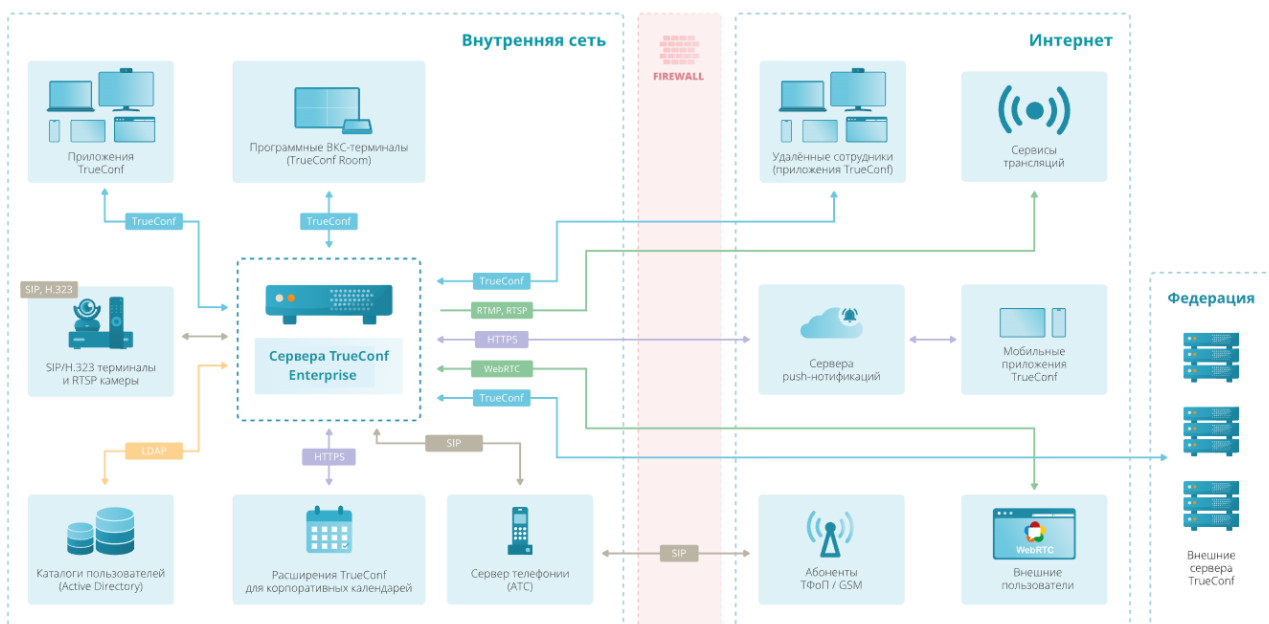 Внутренняя сеть
FIREWALL
Интернет
Приложения
TrueConf
Программные ВКС-терминалы
(TrueConf Room)
Удалённые сотрудники
(приложения TrueConf)
Сервисы
трансляций
TrueConf
TrueConf
TrueConf
RTMP, RTSP
HTTPS
WebRTC
TrueConf
SIP, H.323
SIP/H.323 терминалы
и RTSP камеры
Сервера TrueConf
Enterprise
Сервера
push-нотификаций
Мобильные
приложения
TrueConf
Федерация
LDAP
HTTPS
SIP
Каталоги пользователей
(Active Directory)
Расширения TrueConf
для корпоративных календарей
Сервер телефонии
(АТС)
SIP
Абоненты
ТФоП / GSM
WebRTC
Внешние
пользователи
Внешние
сервера
TrueConf